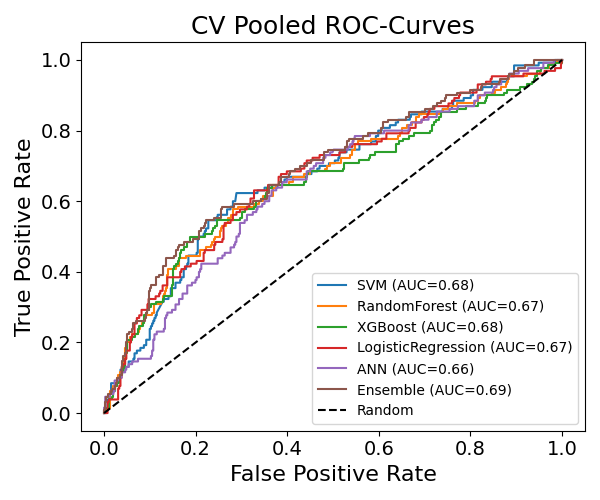 CV Pooled ROC-Curves
True Positive Rate
1.0
0.8
0.6
0.4
0.2
0.0
SVM (AUC=0.68)
RandomForest (AUC=0.67)
XGBoost (AUC=0.68)
LogisticRegression (AUC=0.67)
ANN (AUC=0.66)
Ensemble (AUC=0.69)
Random
0.0 0.2 0.4 0.6 0.8 1.0
False Positive Rate